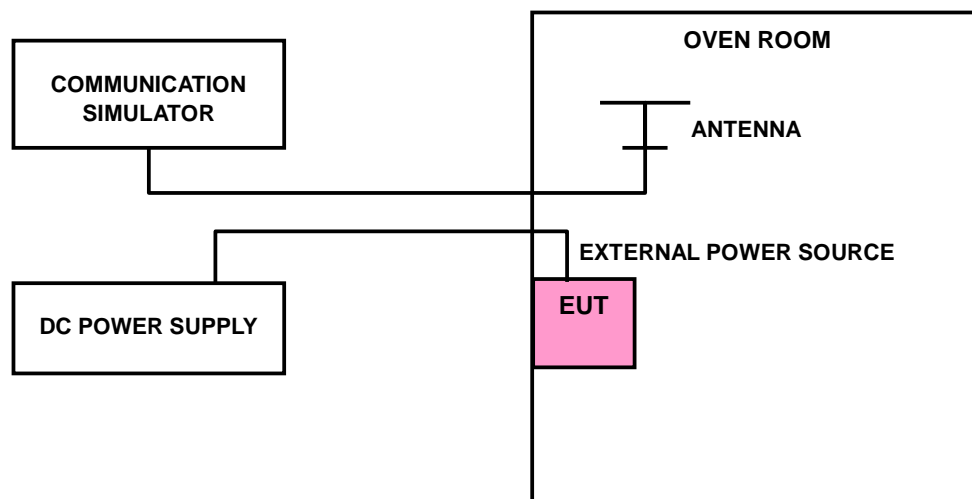 OVEN ROOM
COMMUNICATION
SIMULATOR
ANTENNA
EXTERNAL POWER SOURCE
EUT
DC POWER SUPPLY